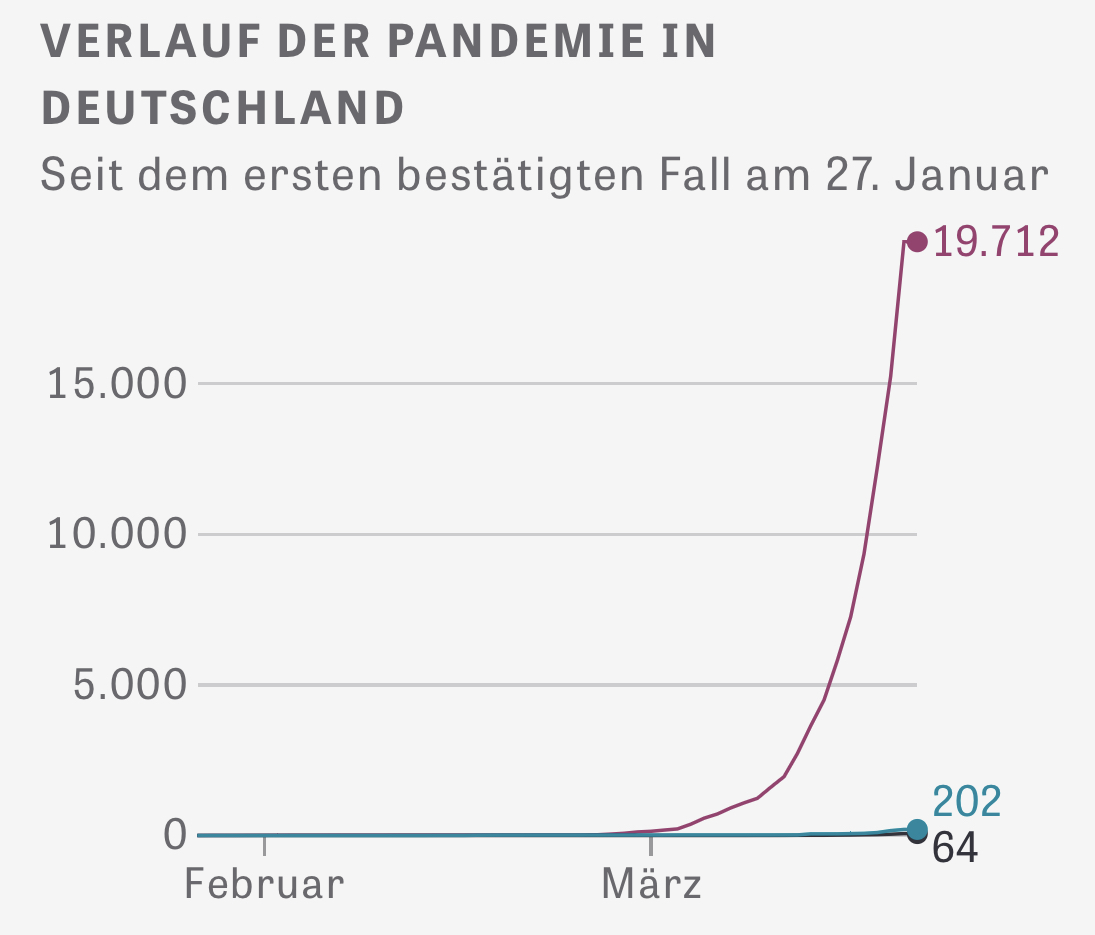 VERLAUF DER PANDEMIE IN
DEUTSCHLAND
Seit dem ersten bestätigten Fall am 27. Januar
19.712
15.000
10.000
5.000
202
0
64
Februar März